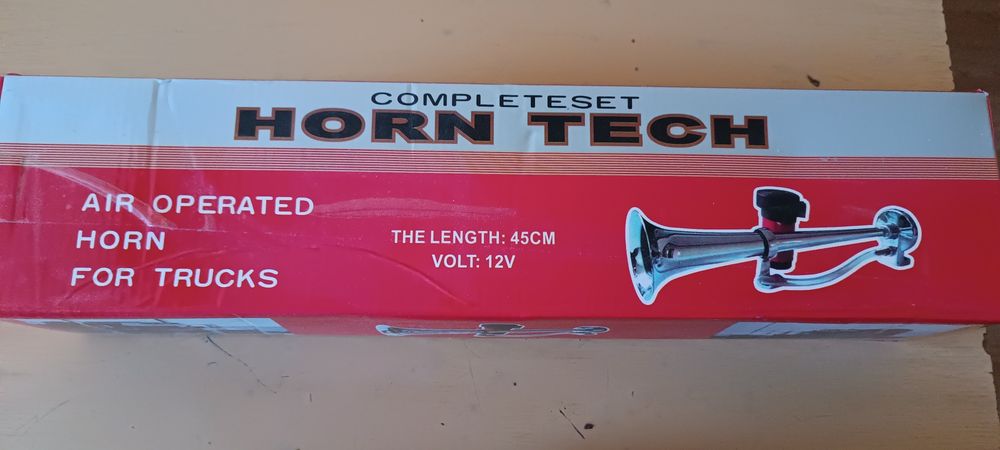 COMPLETESET
HORN TECH
AIR OPERATED
HORN
FOR TRUCKS
THE LENGTH: 45CM
VOLT: 12V